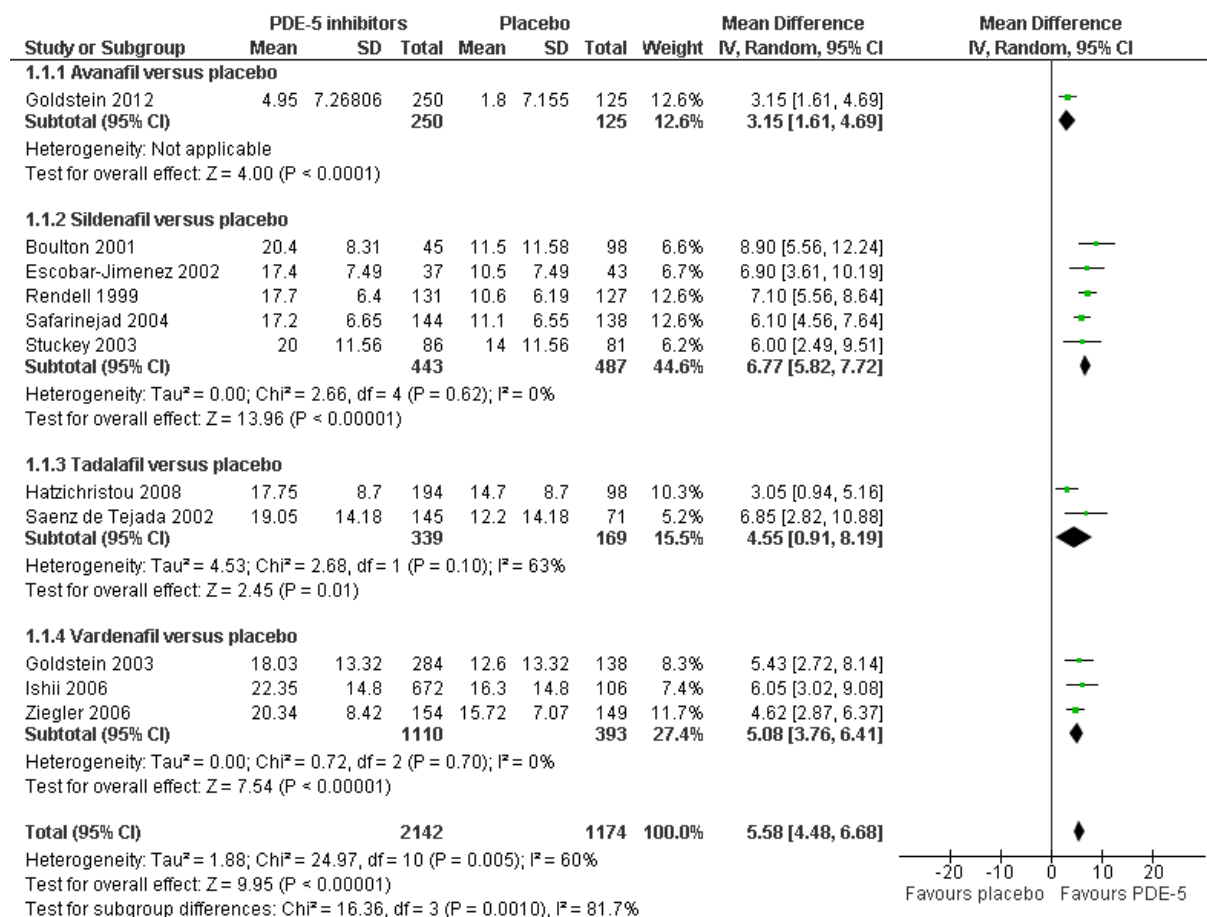 PDE-5 inhibitors Placebo Mean Difference Mean Difference
Study or Subgroup Mean SD Total Mean SD Total Weight IV, Random, 95% CI IV, Random, 95% CI
1.1.1 Avanafil versus placebo
Goldstein 2012 4.95 7.26806 250 1.8 7.155 125 12.6% 3.15 [1.61, 4.69]
Subtotal (95% CI) 250 125 12.6% 3.15 [1.61, 4.69]
Heterogeneity: Not applicable
Test for overall effect: Z = 4.00 (P < 0.0001)
1.1.2 Sildenafil versus placebo
Boulton 2001 20.4 8.31 45 11.5 11.58 98 6.6% 8.90 [5.56, 12.24]
Escobar-Jimenez 2002 17.4 7.49 37 10.5 7.49 43 6.7% 6.90 [3.61, 10.19]
Rendell 1999 17.7 6.4 131 10.6 6.19 127 12.6% 7.10 [5.56, 8.64]
Safarinejad 2004 17.2 6.65 144 11.1 6.55 138 12.6% 6.10 [4.56, 7.64]
Stuckey 2003 20 11.56 86 14 11.56 81 6.2% 6.00 [2.49, 9.51]
Subtotal (95% CI) 443 487 44.6% 6.77 [5.82, 7.72]
Heterogeneity: Tau² = 0.00; Chi² = 2.66, df = 4 (P = 0.62); I² = 0%
Test for overall effect: Z = 13.96 (P < 0.00001)
1.1.3 Tadalafil versus placebo
Hatzichristou 2008 17.75 8.7 194 14.7 8.7 98 10.3% 3.05 [0.94, 5.16]
Saenz de Tejada 2002 19.05 14.18 145 12.2 14.18 71 5.2% 6.85 [2.82, 10.88]
Subtotal (95% CI) 339 169 15.5% 4.55 [0.91, 8.19]
Heterogeneity: Tau² = 4.53; Chi² = 2.68, df = 1 (P = 0.10); I² = 63%
Test for overall effect: Z = 2.45 (P = 0.01)
1.1.4 Vardenafil versus placebo
Goldstein 2003 18.03 13.32 284 12.6 13.32 138 8.3% 5.43 [2.72, 8.14]
Ishii 2006 22.35 14.8 672 16.3 14.8 106 7.4% 6.05 [3.02, 9.08]
Ziegler 2006 20.34 8.42 154 15.72 7.07 149 11.7% 4.62 [2.87, 6.37]
Subtotal (95% CI) 1110 393 27.4% 5.08 [3.76, 6.41]
Heterogeneity: Tau² = 0.00; Chi² = 0.72, df = 2 (P = 0.70); I² = 0%
Test for overall effect: Z = 7.54 (P < 0.00001)
Total (95% CI) 2142 1174 100.0% 5.58 [4.48, 6.68]
Heterogeneity: Tau² = 1.88; Chi² = 24.97, df = 10 (P = 0.005); I² = 60%
Test for overall effect: Z = 9.95 (P < 0.00001)
Test for subgroup differences: Chi² = 16.36, df = 3 (P = 0.0010), I² = 81.7%
-20 -10 0 10 20
Favours placebo Favours PDE-5